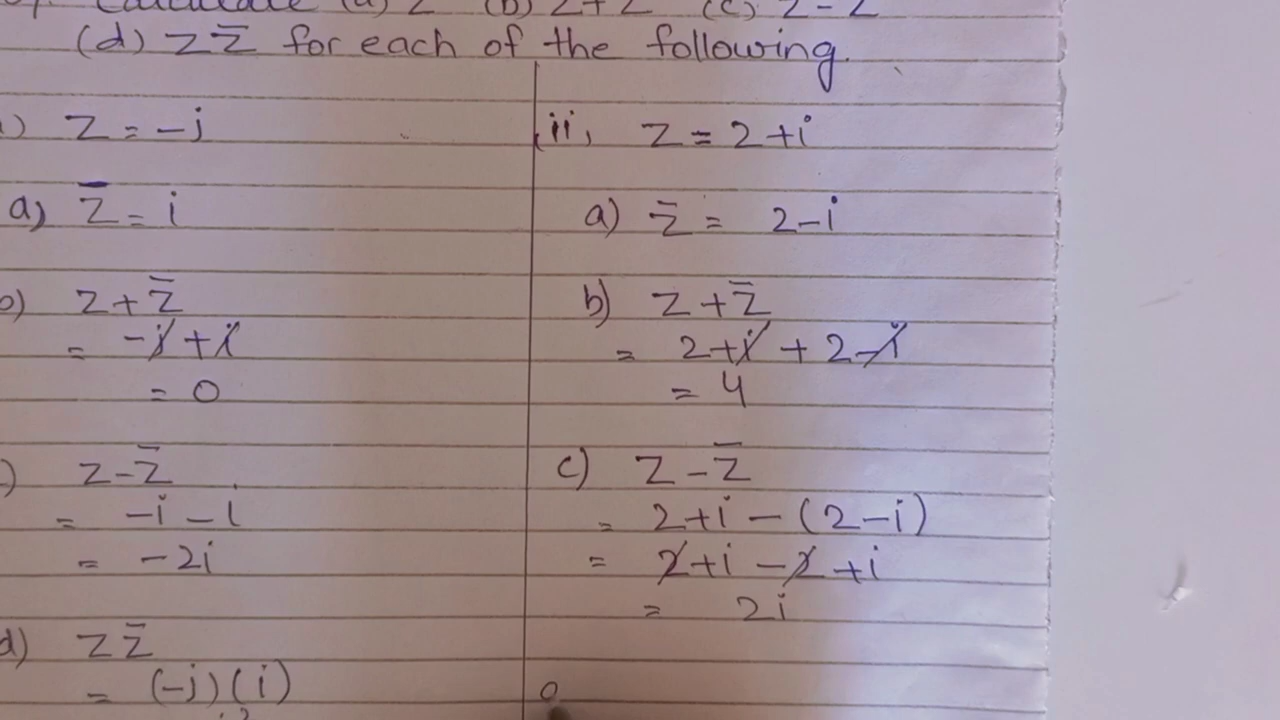 Calculate (a) Z̄ (b) Z+Z̄ (c) Z-Z̄
(d) ZZ̄ for each of the following.
) Z = -i
a) Z̄ = i
b) Z+Z̄
= -i+i
= 0
) Z-Z̄
= -i-i
= -2i
d) ZZ̄
= (-i)(i)
ii, Z = 2+i
a) Z̄ = 2-i
b) Z+Z̄
= 2+i + 2-i
= 4
c) Z-Z̄
= 2+i-(2-i)
= 2+i-2+i
= 2i